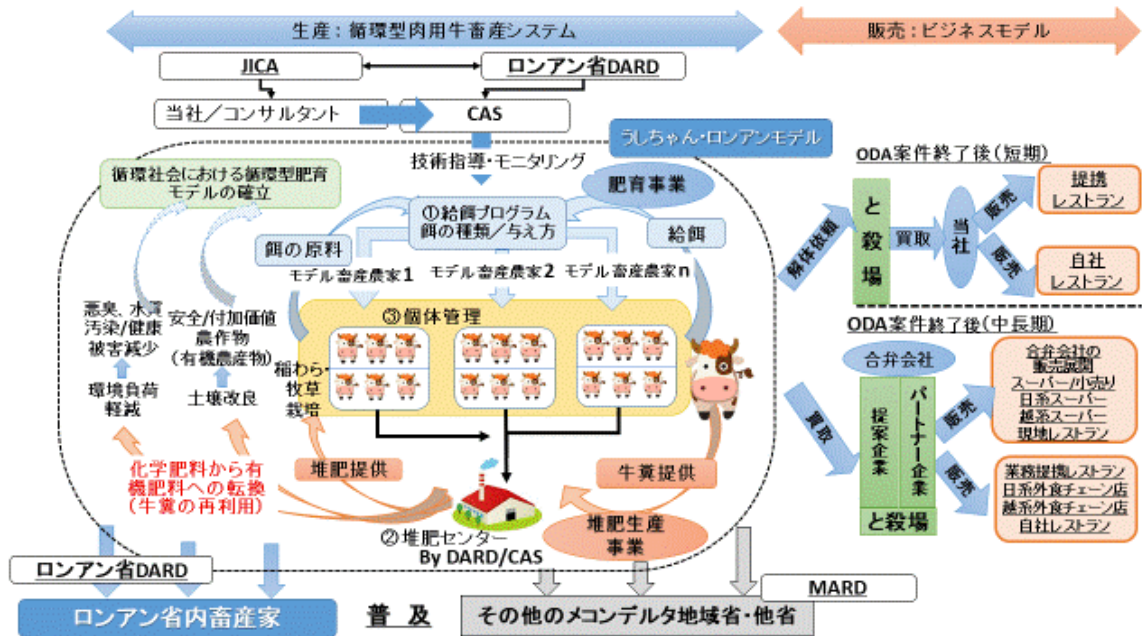 生産：循環型肉用牛畜産システム
販売：ビジネスモデル
JICA
ロンアン省DARD
当社／コンサルタント
CAS
うしちゃん・ロンアンモデル
技術指導・モニタリング
循環社会における循環型肥育
モデルの確立
肥育事業
①給餌プログラム
餌の種類／与え方
餌の原料
給餌
モデル畜産農家1
モデル畜産農家2
モデル畜産農家n
③個体管理
悪臭、水質
汚染/健康
被害減少
安全/付加価値
農作物
(有機農産物)
稲わら・
牧草
栽培
環境負荷
軽減
土壌改良
化学肥料から有
機肥料への転換
（牛糞の再利用）
堆肥提供
牛糞提供
②堆肥センター
By DARD/CAS
堆肥生産
事業
ロンアン省DARD
MARD
ロンアン省内畜産家
普 及
その他のメコンデルタ地域省・他省
ODA案件終了後(短期)
解体依頼
と殺場
買取
当社
販売
提携
レストラン
販売
自社
レストラン
ODA案件終了後(中長期)
合弁会社
買取
提案企業
パートナー企業
と殺場
販売
合弁会社の
販売展開
スーパー/小売り
日系スーパー
越系スーパー
現地レストラン
販売
業務提携レストラン
日系外食チェーン店
越系外食チェーン店
自社レストラン